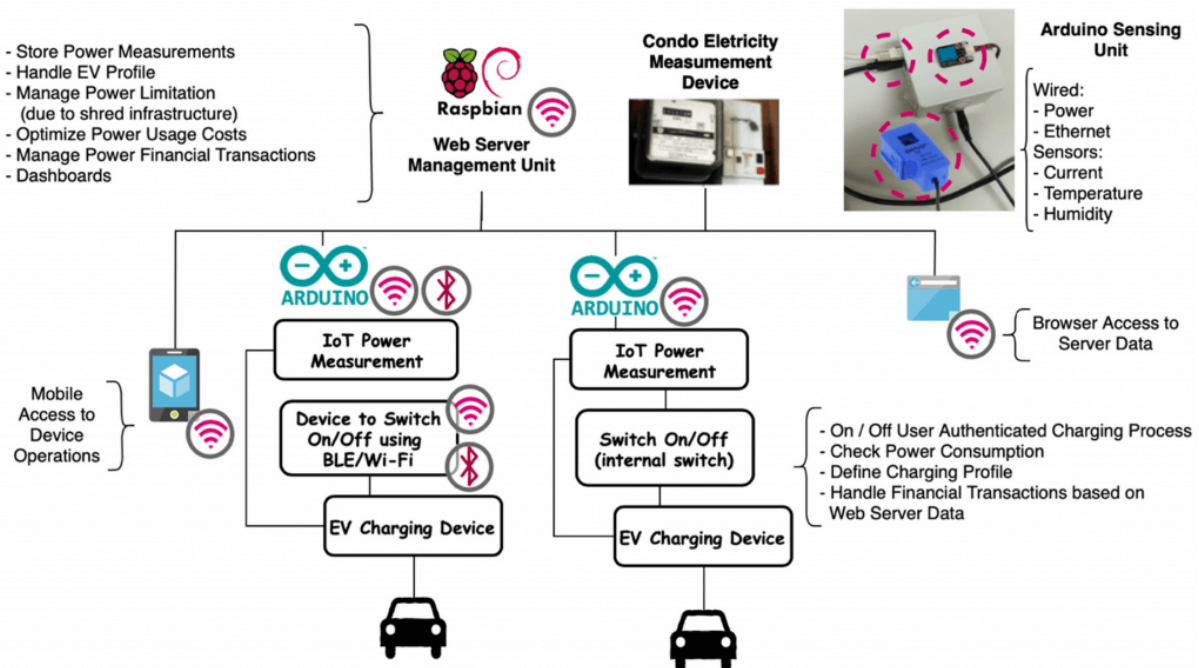 - Store Power Measurements
- Handle EV Profile
- Manage Power Limitation
(due to shred infrastructure)
- Optimize Power Usage Costs
- Manage Power Financial Transactions
- Dashboards
Raspbian
Web Server
Management Unit
Condo Eletricity
Measumement
Device
Arduino Sensing
Unit
Wired:
- Power
- Ethernet
Sensors:
- Current
- Temperature
- Humidity
ARDUINO
IoT Power
Measurement
Device to Switch
On/Off using
BLE/Wi-Fi
EV Charging Device
ARDUINO
IoT Power
Measurement
Switch On/Off
(internal switch)
EV Charging Device
Mobile
Access to
Device
Operations
Browser Access to
Server Data
- On / Off User Authenticated Charging Process
- Check Power Consumption
- Define Charging Profile
- Handle Financial Transactions based on
Web Server Data